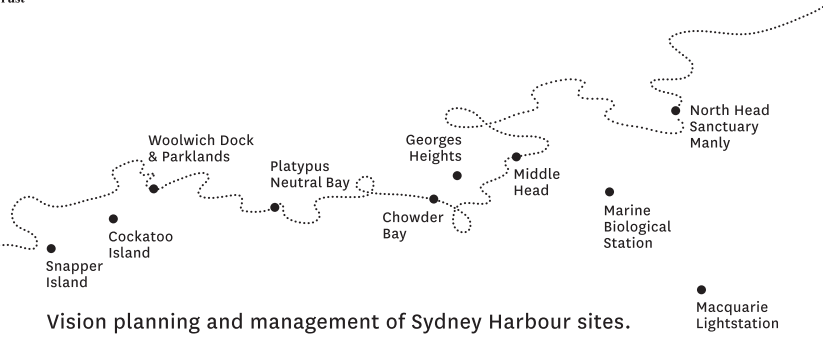 North Head
Sanctuary
Manly
Woolwich Dock
& Parklands
Georges
Heights
Platypus
Neutral Bay
Middle
Head
Chowder
Bay
Marine
Biological
Station
Cockatoo
Island
Snapper
Island
Macquarie
Lightstation
Vision planning and management of Sydney Harbour sites.